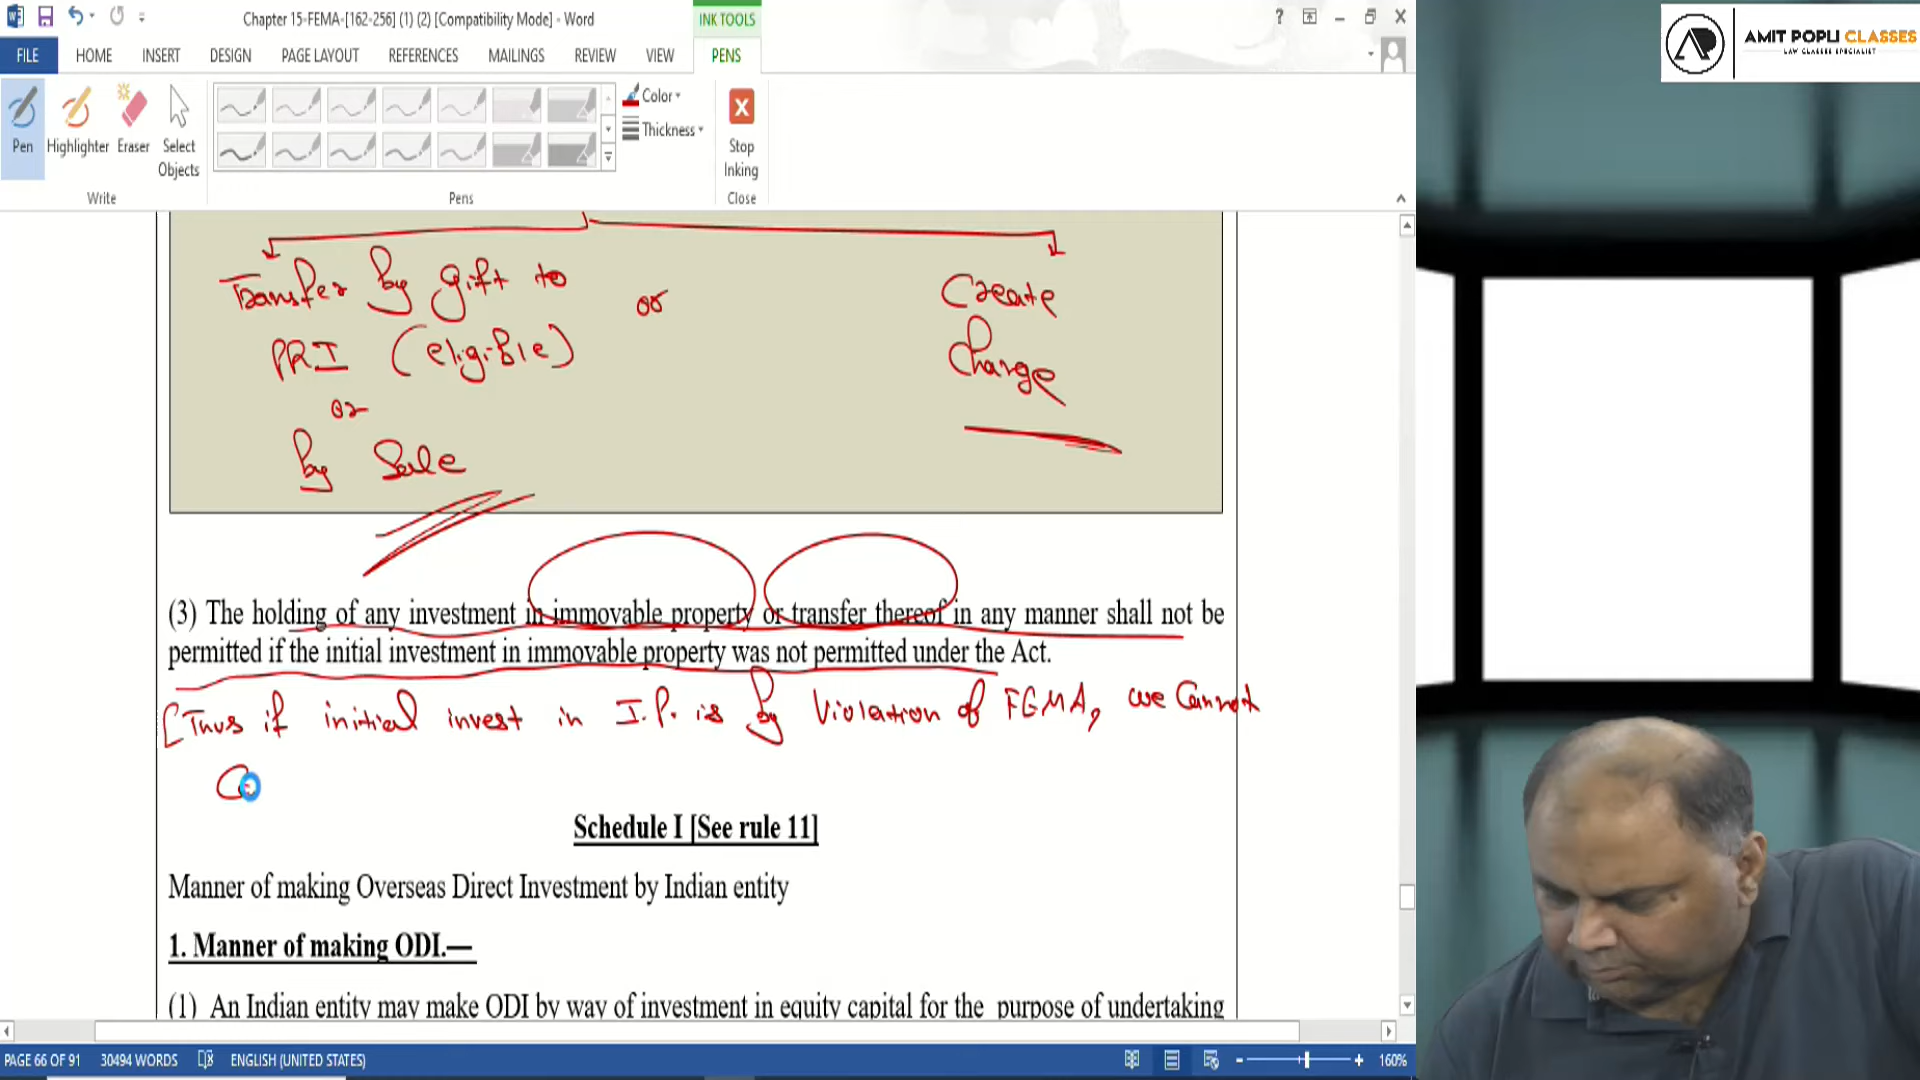 Chapter 15-FEMA-[162-256] (1) (2) [Compatibility Mode] - Word
INK TOOLS
FILE HOME INSERT DESIGN PAGE LAYOUT REFERENCES MAILINGS REVIEW VIEW PENS
Pen Highlighter Eraser Select Objects
Color
Thickness
Stop Inking
Write Pens Close
AMIT POPLI CLASSES
LAW CLASSES SPECIALIST
Transfer by gift to or Create
PRI (eligible) Charge
or
by Sale
(3) The holding of any investment in immovable property or transfer thereof in any manner shall not be
permitted if the initial investment in immovable property was not permitted under the Act.
[Thus if initial invest in I.P. is by Violation of FEMA, we Cannot
Schedule I [See rule 11]
Manner of making Overseas Direct Investment by Indian entity
1. Manner of making ODI.—
(1) An Indian entity may make ODI by way of investment in equity capital for the purpose of undertaking
PAGE 66 OF 91 30494 WORDS ENGLISH (UNITED STATES) 160%